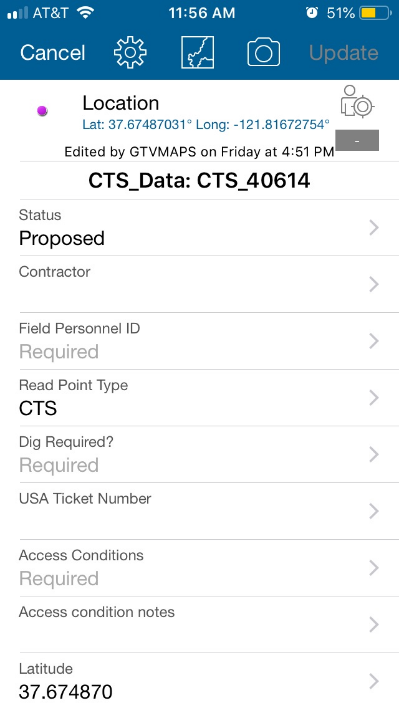 AT&T 11:56 AM 51%
Cancel Update
Location
Lat: 37.67487031° Long: -121.81672754°
-
Edited by GTVMAPS on Friday at 4:51 PM
CTS_Data: CTS_40614
Status
Proposed
Contractor
Field Personnel ID
Required
Read Point Type
CTS
Dig Required?
Required
USA Ticket Number
Access Conditions
Required
Access condition notes
Latitude
37.674870